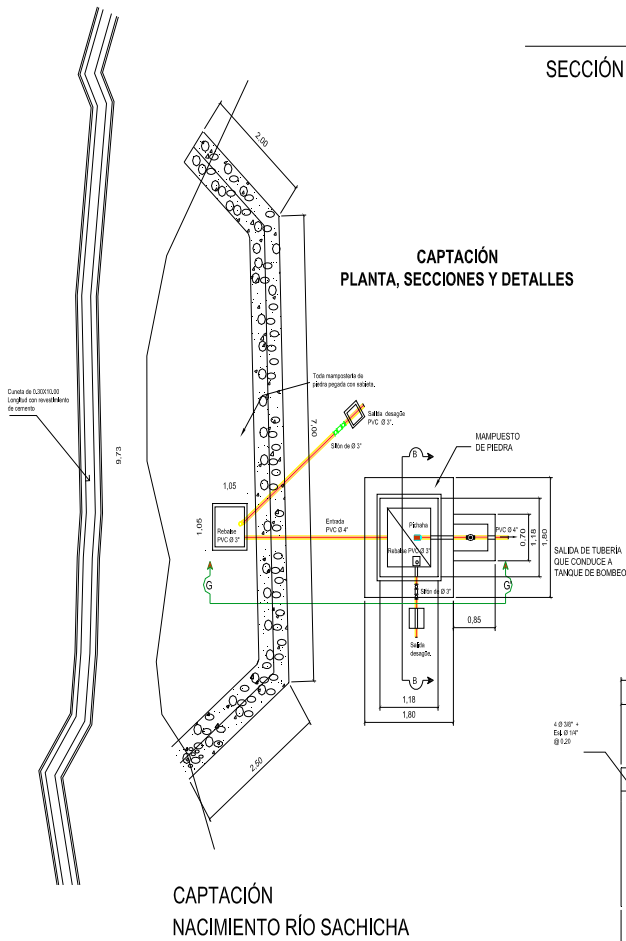 SECCIÓN
2.00
CAPTACIÓN
PLANTA, SECCIONES Y DETALLES
Cuneta de 0.30X10.00
Longitud con revestimiento
de cemento
9.73
Toda mampostería de
piedra pegada con sabieta.
7.00
Salida desagüe
PVC Ø 3".
Sifón de Ø 3"
MAMPUESTO
DE PIEDRA
B
1,05
1,05
Rebalse
PVC Ø 3"
Entrada
PVC Ø 4"
Pichaha
Rebalse PVC Ø 3"
PVC Ø 4"
0,70
1,18
1,80
SALIDA DE TUBERÍA
QUE CONDUCE A
TANQUE DE BOMBEO
G
G
Sifón de Ø 3"
0,85
Salida
desagüe.
B
1,18
1,80
2,50
4 Ø 3/8" +
Esl. Ø 1/4"
@ 0.20
CAPTACIÓN
NACIMIENTO RÍO SACHICHA